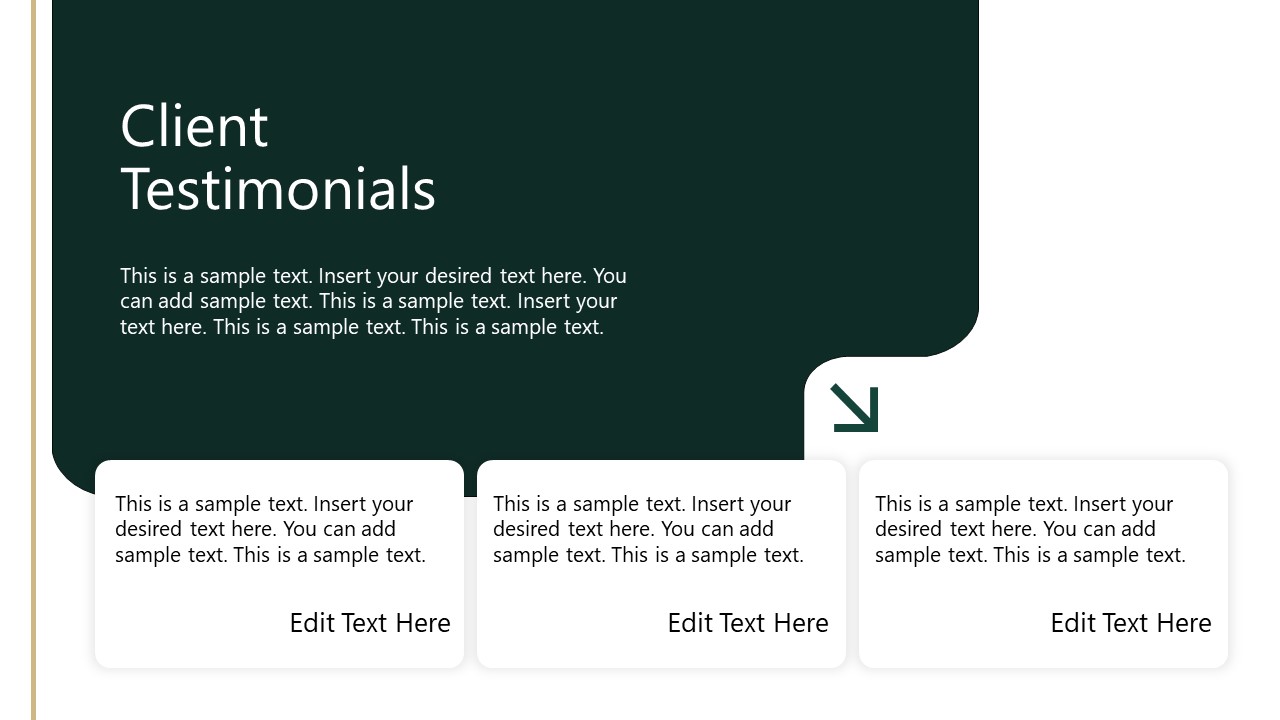 Client
Testimonials
This is a sample text. Insert your desired text here. You
can add sample text. This is a sample text. Insert your
text here. This is a sample text. This is a sample text.
This is a sample text. Insert your
desired text here. You can add
sample text. This is a sample text.
Edit Text Here
This is a sample text. Insert your
desired text here. You can add
sample text. This is a sample text.
Edit Text Here
This is a sample text. Insert your
desired text here. You can add
sample text. This is a sample text.
Edit Text Here